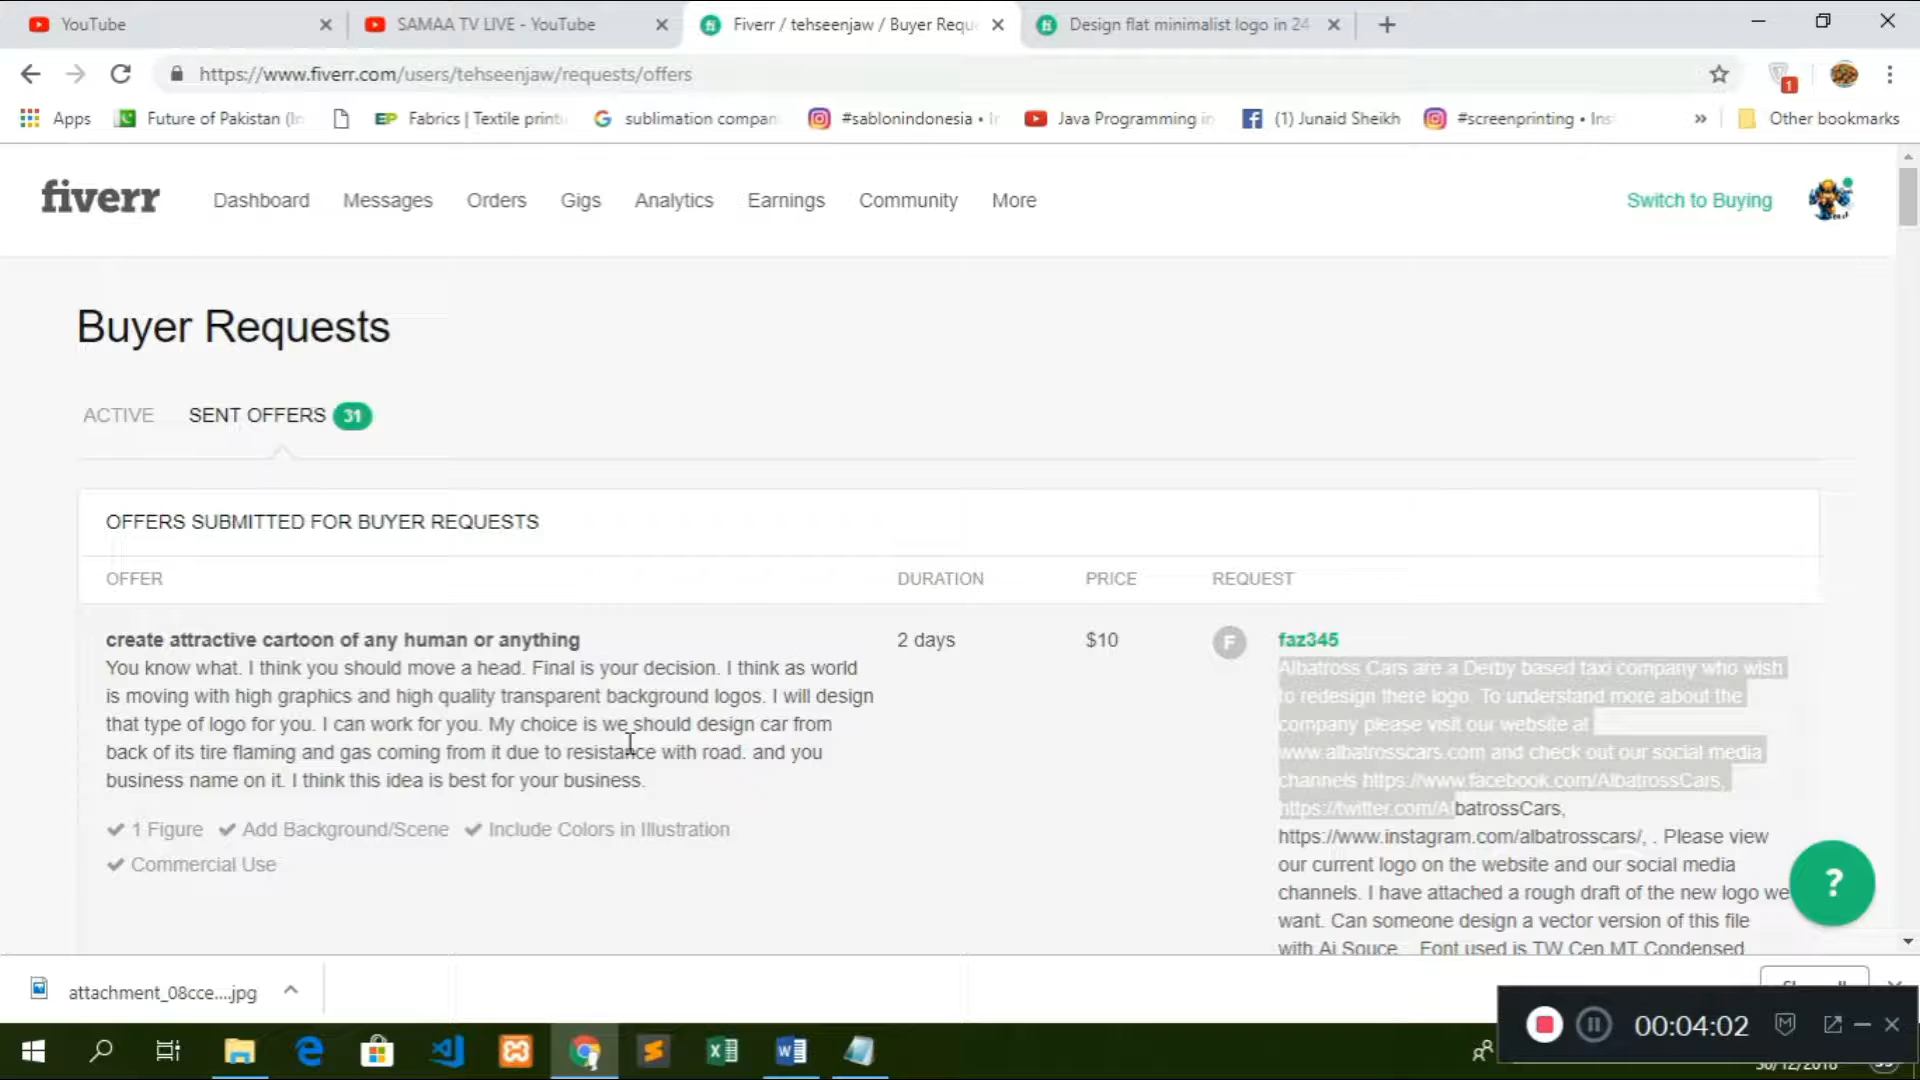 YouTube
SAMAA TV LIVE - YouTube
Fiverr / tehseenjaw / Buyer Requ
Design flat minimalist logo in 24
https://www.fiverr.com/users/tehseenjaw/requests/offers
1
Apps
Future of Pakistan (In
EP
Fabrics | Textile printi
sublimation compan
#sablonindonesia • I
Java Programming in
(1) Junaid Sheikh
#screenprinting • Ins
Other bookmarks
fiverr
Dashboard
Messages
Orders
Gigs
Analytics
Earnings
Community
More
Switch to Buying
Buyer Requests
ACTIVE
SENT OFFERS 31
OFFERS SUBMITTED FOR BUYER REQUESTS
OFFER
DURATION
PRICE
REQUEST
create attractive cartoon of any human or anything
You know what. I think you should move a head. Final is your decision. I think as world
is moving with high graphics and high quality transparent background logos. I will design
that type of logo for you. I can work for you. My choice is we should design car from
back of its tire flaming and gas coming from it due to resistance with road. and you
business name on it. I think this idea is best for your business.
1 Figure
Add Background/Scene
Include Colors in Illustration
Commercial Use
2 days
$10
F
faz345
Albatross Cars are a Derby based taxi company who wish
to redesign there logo. To understand more about the
company please visit our website at
www.albatrosscars.com and check out our social media
channels https://www.facebook.com/AlbatrossCars,
https://twitter.com/AlbatrossCars,
https://www.instagram.com/albatrosscars/, . Please view
our current logo on the website and our social media
channels. I have attached a rough draft of the new logo we
want. Can someone design a vector version of this file
with Ai Souce. . Font used is TW Cen MT Condensed
?
attachment_08cce....jpg
00:04:02